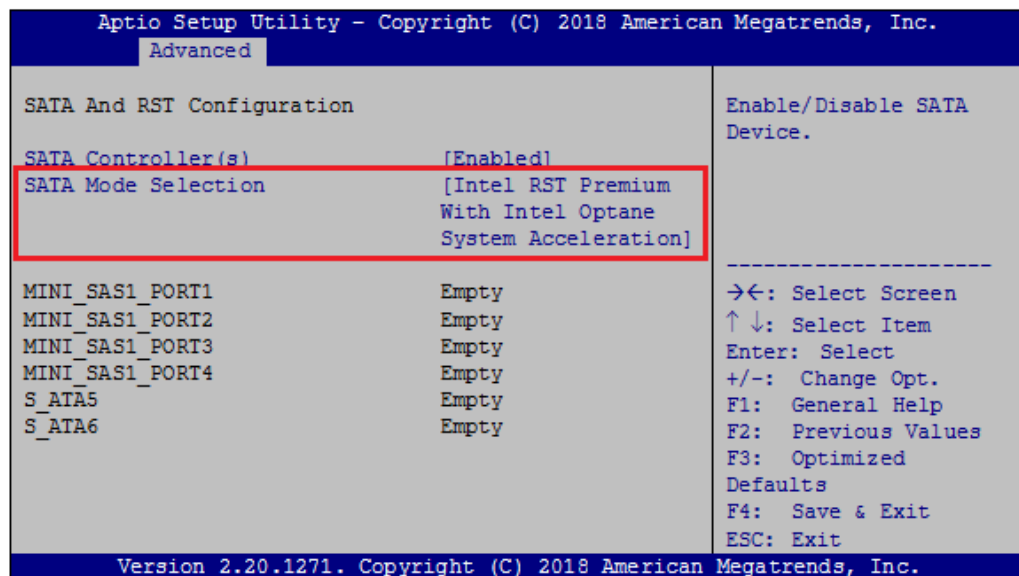 Aptio Setup Utility – Copyright (C) 2018 American Megatrends, Inc.
Advanced
SATA And RST Configuration
SATA Controller(s) [Enabled]
SATA Mode Selection [Intel RST Premium
With Intel Optane
System Acceleration]
MINI_SAS1_PORT1 Empty
MINI_SAS1_PORT2 Empty
MINI_SAS1_PORT3 Empty
MINI_SAS1_PORT4 Empty
S_ATA5 Empty
S_ATA6 Empty
Enable/Disable SATA
Device.
---------------------
→←: Select Screen
↑ ↓: Select Item
Enter: Select
+/-: Change Opt.
F1: General Help
F2: Previous Values
F3: Optimized
Defaults
F4: Save & Exit
ESC: Exit
Version 2.20.1271. Copyright (C) 2018 American Megatrends, Inc.